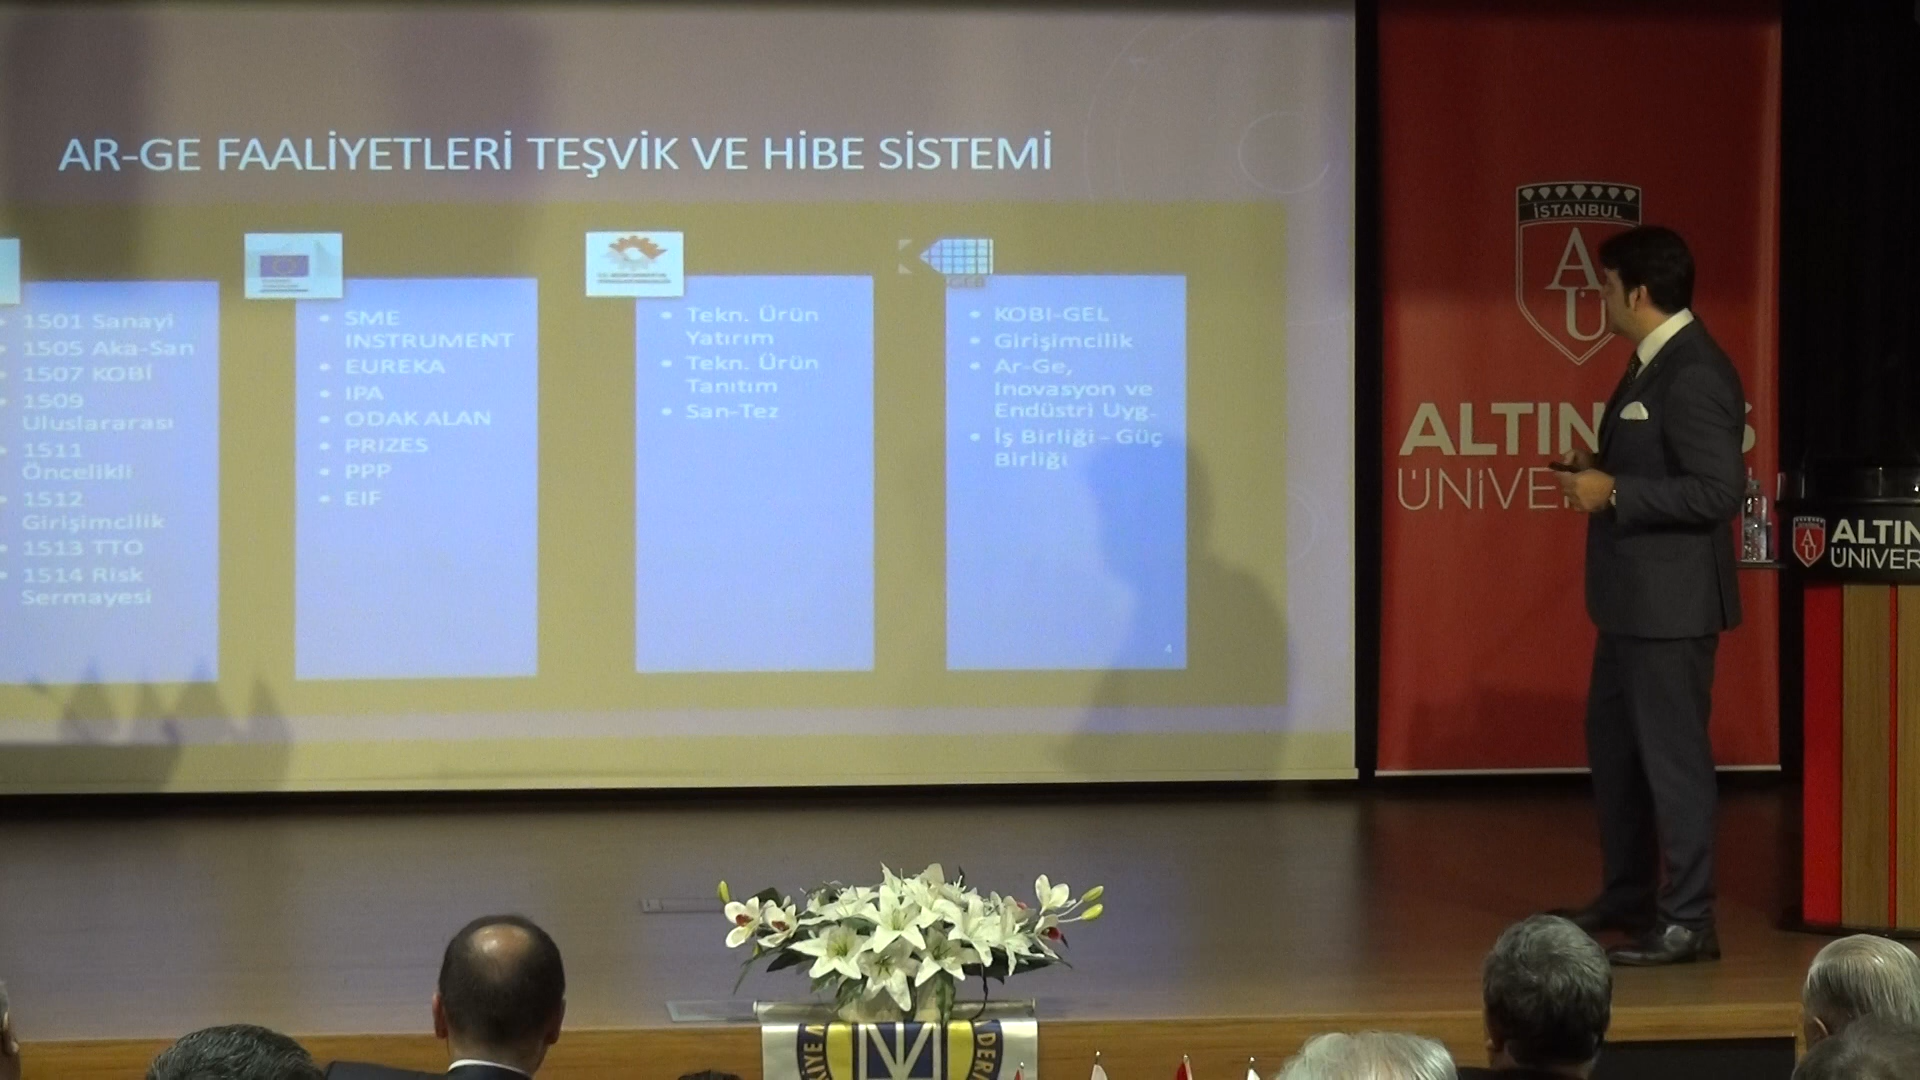 AR-GE FAALİYETLERİ TEŞVİK VE HİBE SİSTEMİ
• 1501 Sanayi
• 1505 Aka-San
• 1507 KOBİ
• 1509
Uluslararası
• 1511
Öncelikli
• 1512
Girişimcilik
• 1513 TTO
• 1514 Risk
Sermayesi
• SME
INSTRUMENT
• EUREKA
• IPA
• ODAK ALAN
• PRIZES
• PPP
• EIF
• Tekn. Ürün
Yatırım
• Tekn. Ürün
Tanıtım
• San-Tez
• KOBI-GEL
• Girişimcilik
• Ar-Ge,
Inovasyon ve
Endüstri Uyg.
• İş Birliği - Güç
Birliği
4
İSTANBUL
AÜ
ALTIN
ÜNİVE
AÜ
ALTIN
ÜNİVER